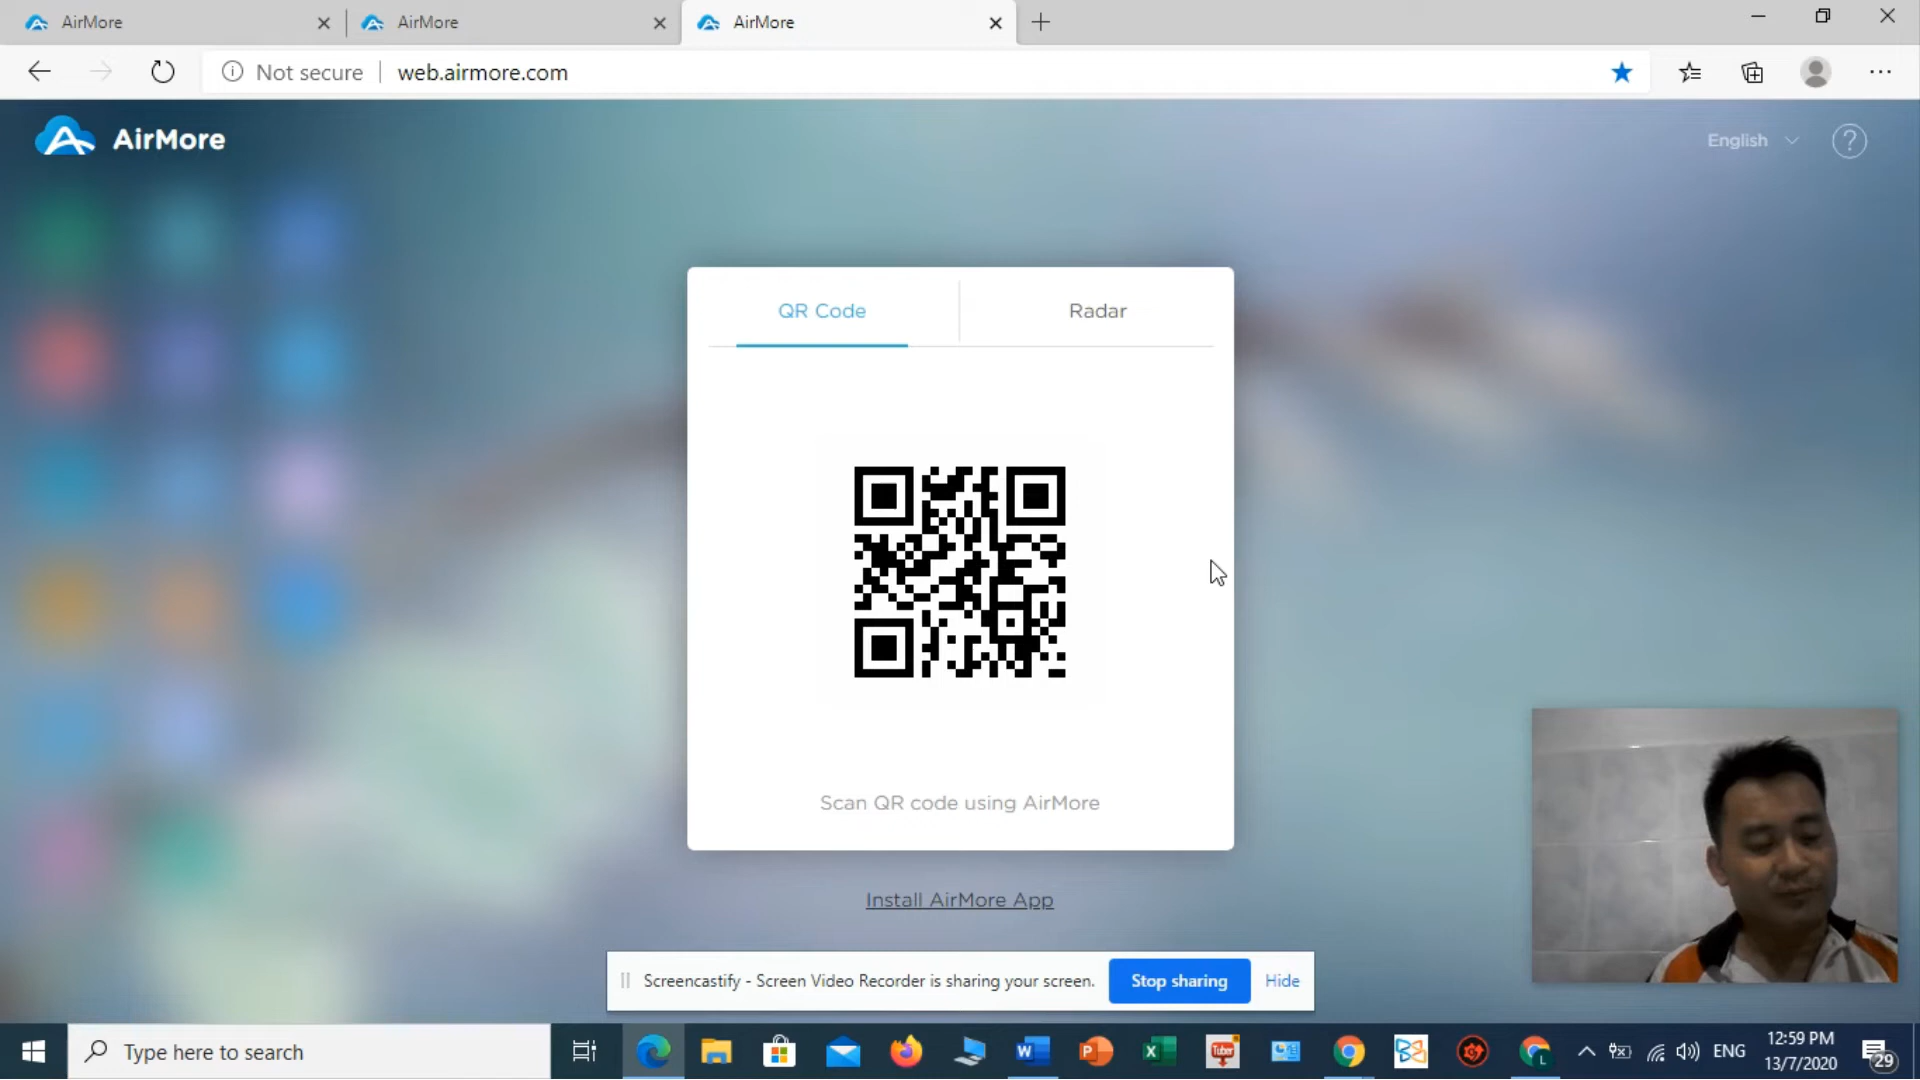 AirMore
AirMore
AirMore
Not secure
web.airmore.com
AirMore
English
?
QR Code
Radar
Scan QR code using AirMore
Install AirMore App
Screencastify - Screen Video Recorder is sharing your screen.
Stop sharing
Hide
Type here to search
W
P
X
Tuber
L
ENG
12:59 PM
13/7/2020
29